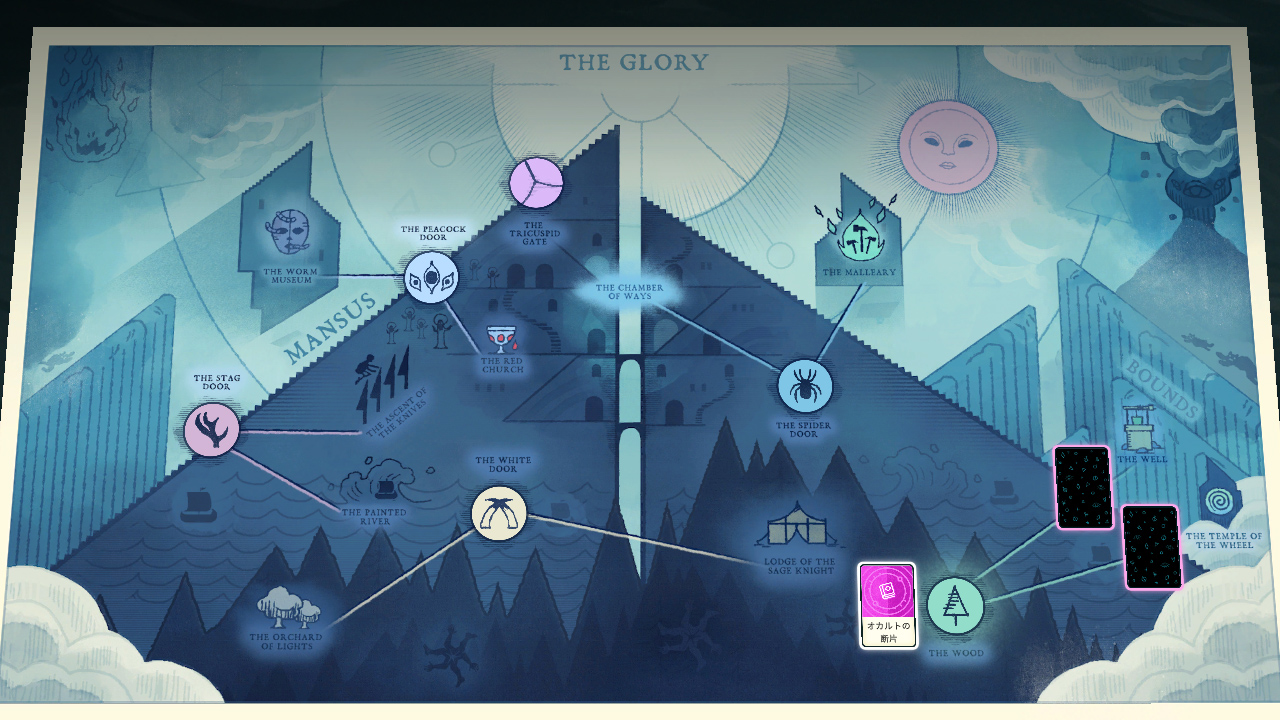 THE GLORY
THE PEACOCK
DOOR
THE
TRICUSPID
GATE
THE WORM
MUSEUM
THE MALLEARY
THE CHAMBER
OF WAYS
MANSUS
THE RED
CHURCH
THE STAG
DOOR
THE ASCENT OF
THE KNIVES
BOUNDS
THE SPIDER
DOOR
THE WELL
THE WHITE
DOOR
THE PAINTED
RIVER
THE TEMPLE OF
THE WHEEL
LODGE OF THE
SAGE KNIGHT
オカルトの
断片
THE ORCHARD
OF LIGHTS
THE WOOD